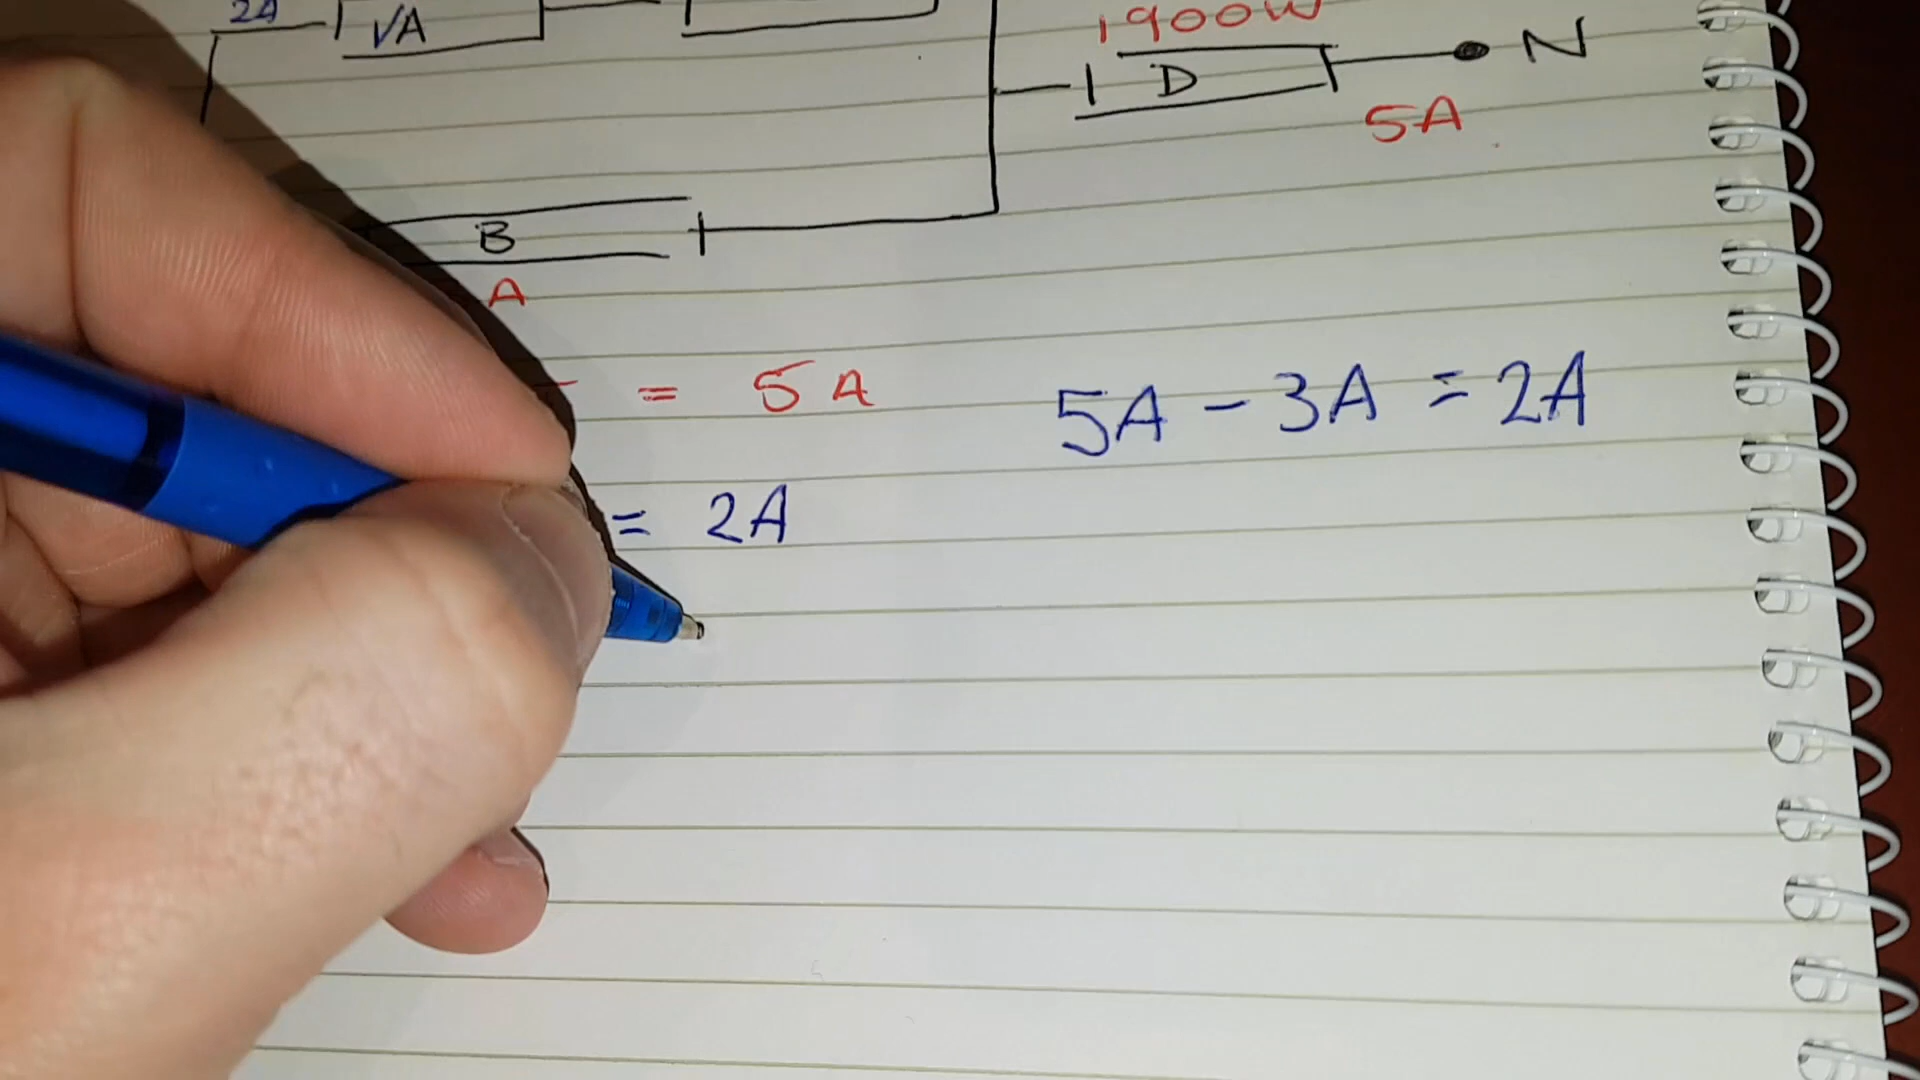 2A
VA
1900W
D
N
5A
B
A
= 5A
5A - 3A = 2A
= 2A